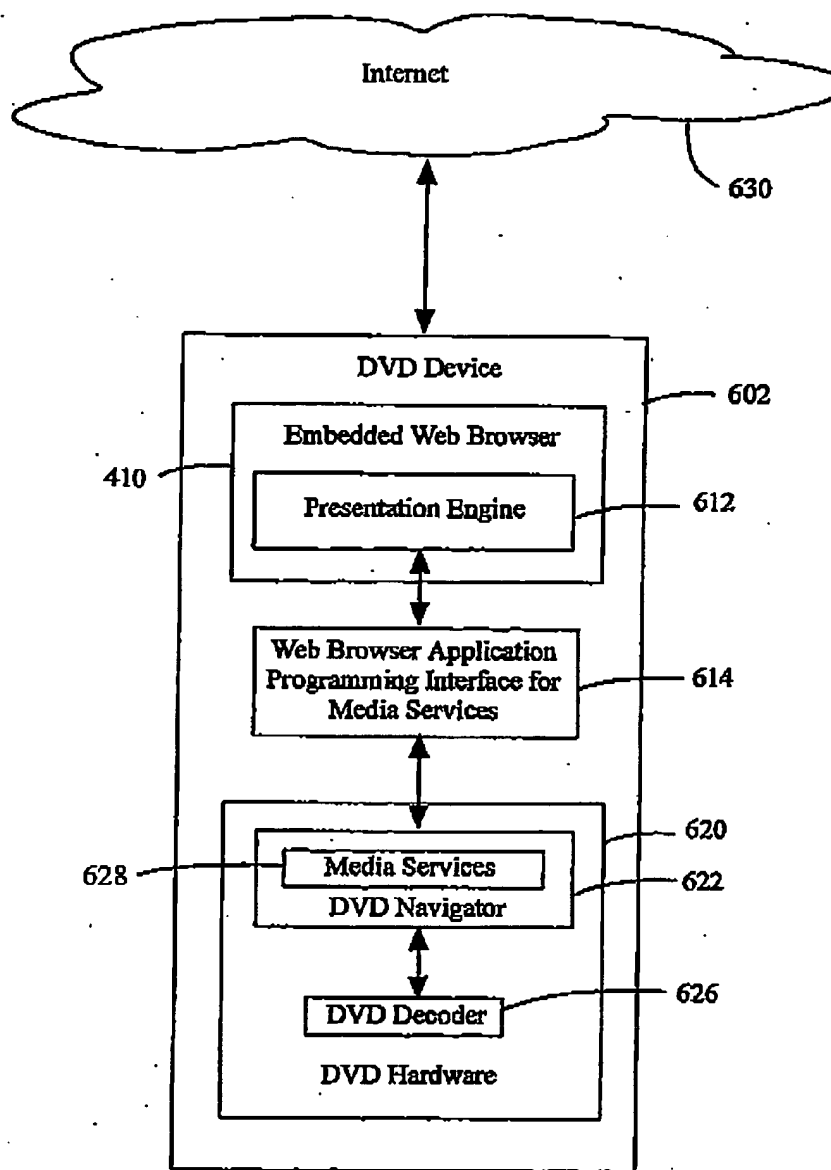 Internet
630
DVD Device
602
Embedded Web Browser
410
Presentation Engine
612
Web Browser Application
Programming Interface for
Media Services
614
620
Media Services
628
622
DVD Navigator
DVD Decoder
626
DVD Hardware